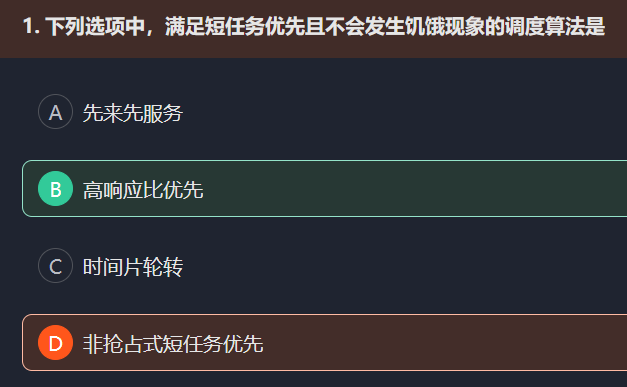 1. 下列选项中，满足短任务优先且不会发生饥饿现象的调度算法是
A 先来先服务
B 高响应比优先
C 时间片轮转
D 非抢占式短任务优先